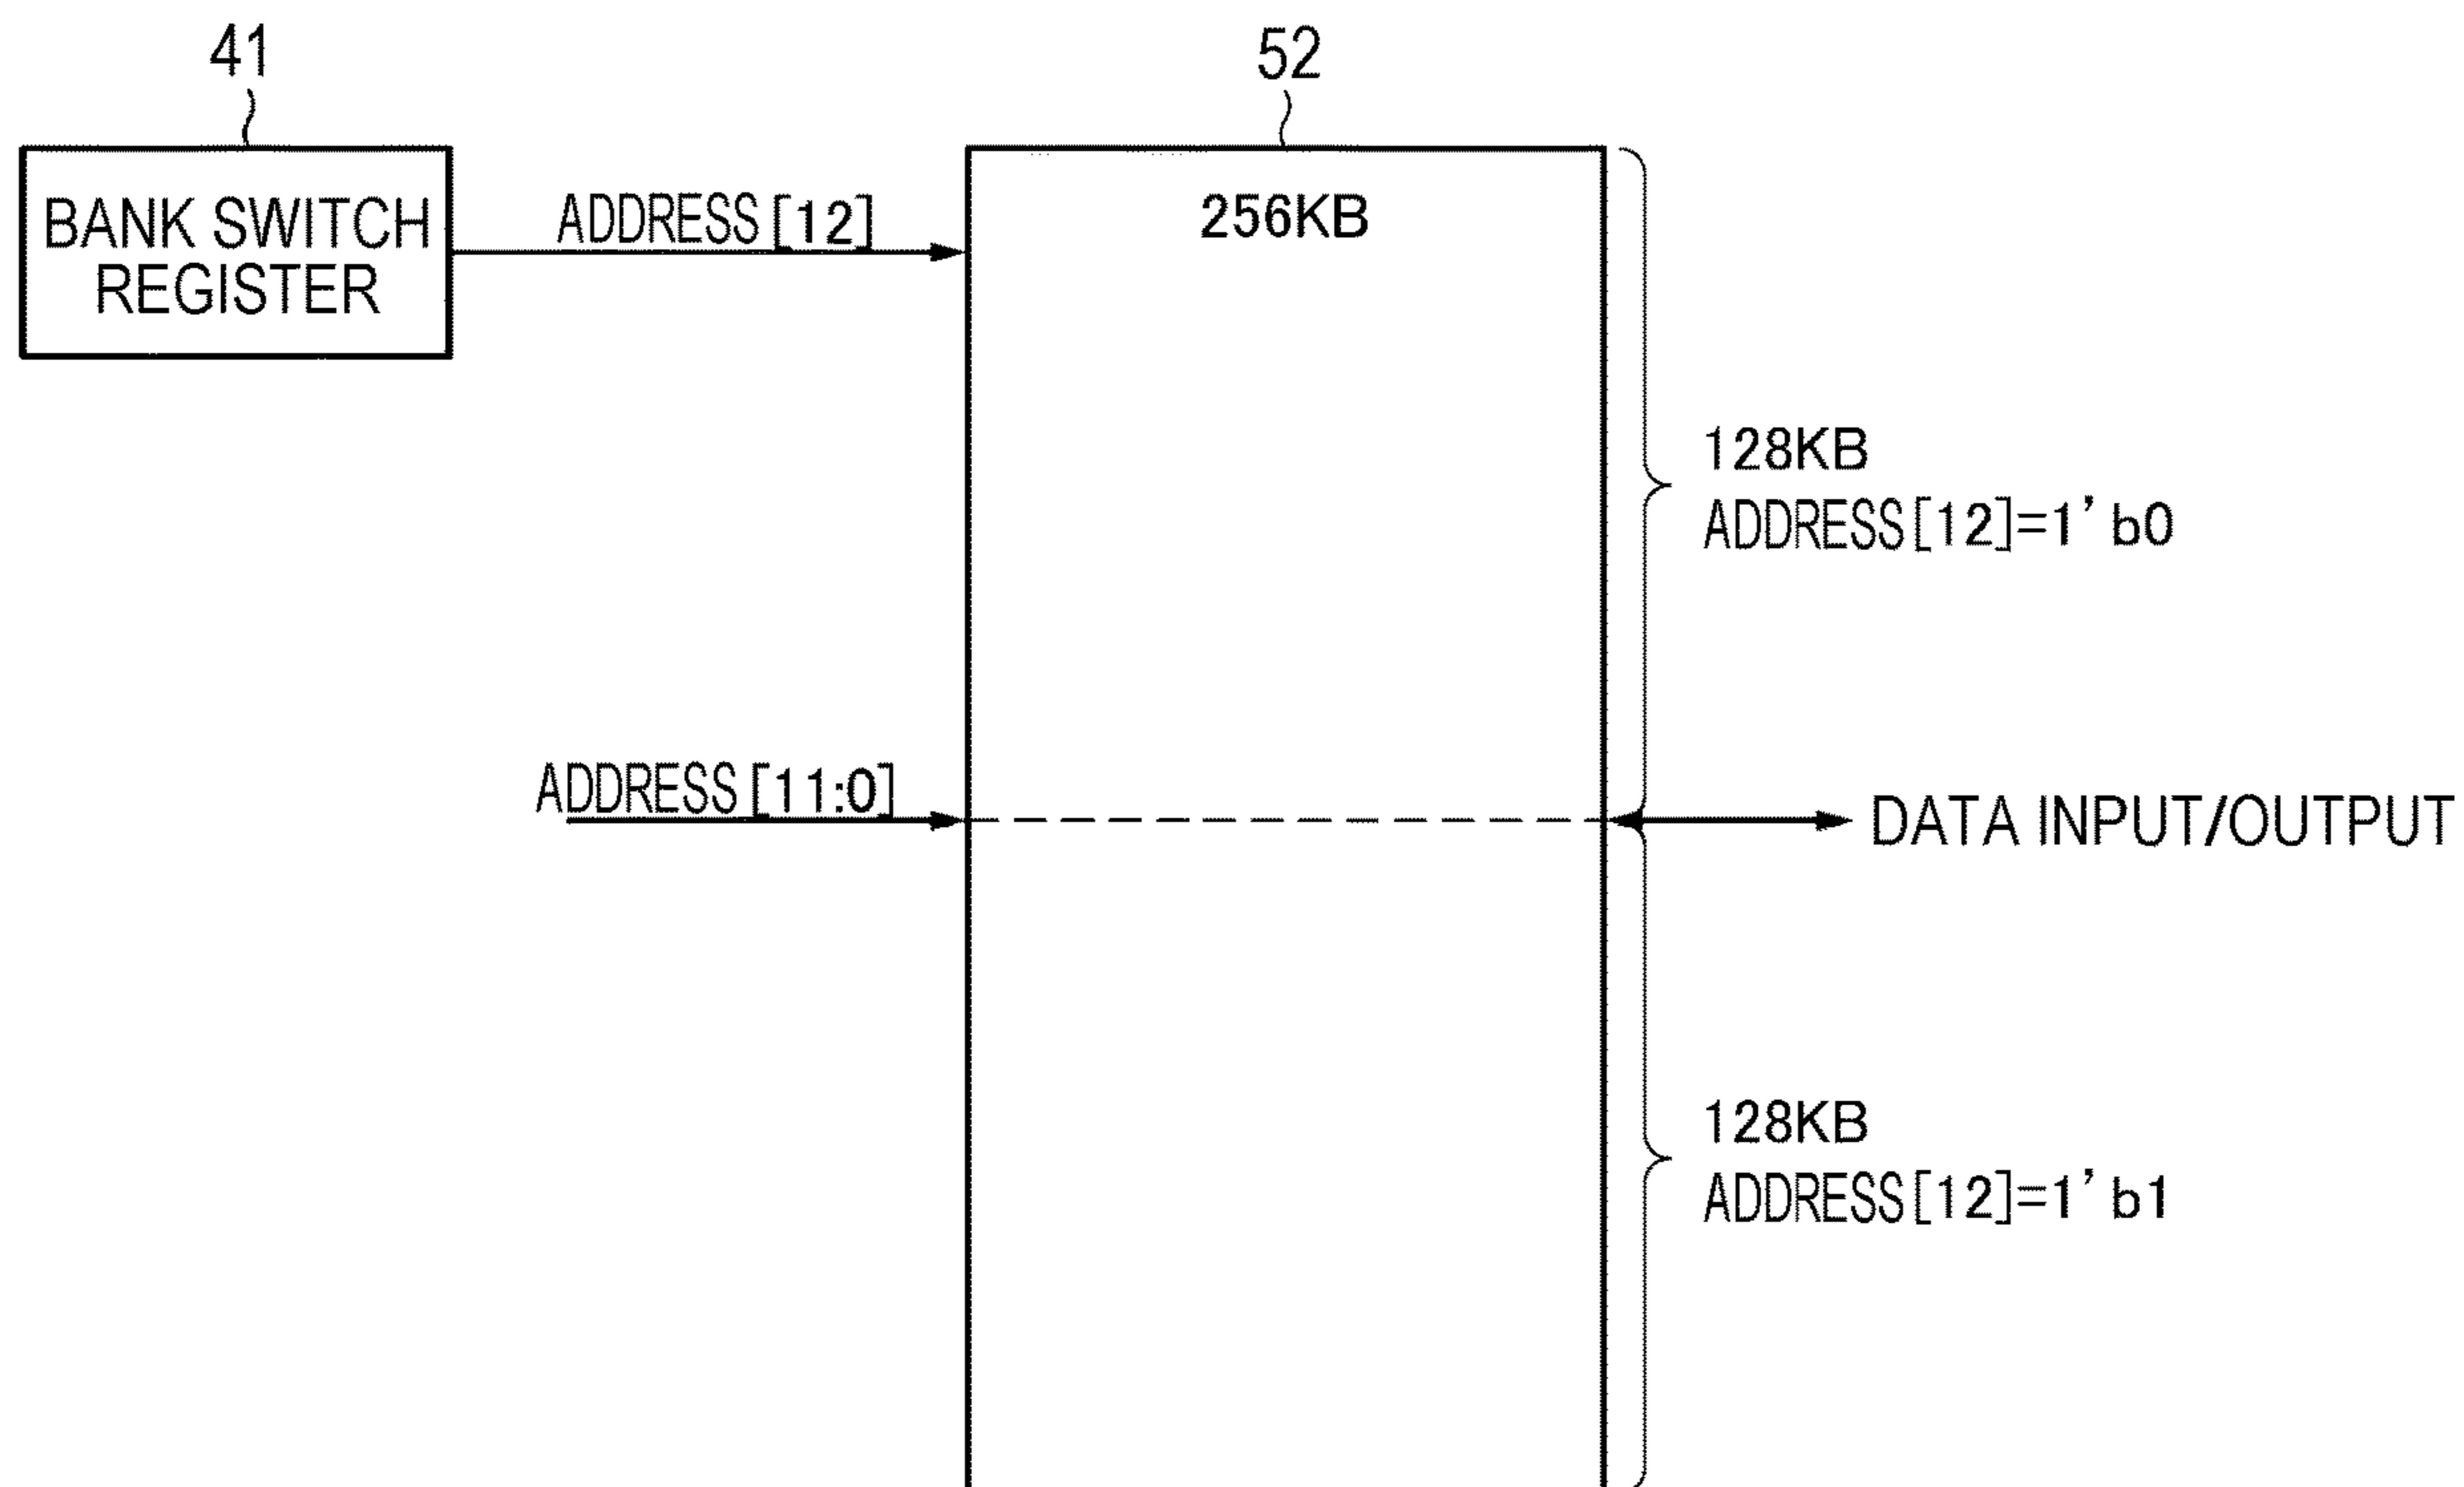 41
52
BANK SWITCH
REGISTER
ADDRESS[12]
256KB
128KB
ADDRESS[12]=1'b0
ADDRESS[11:0]
DATA INPUT/OUTPUT
128KB
ADDRESS[12]=1'b1